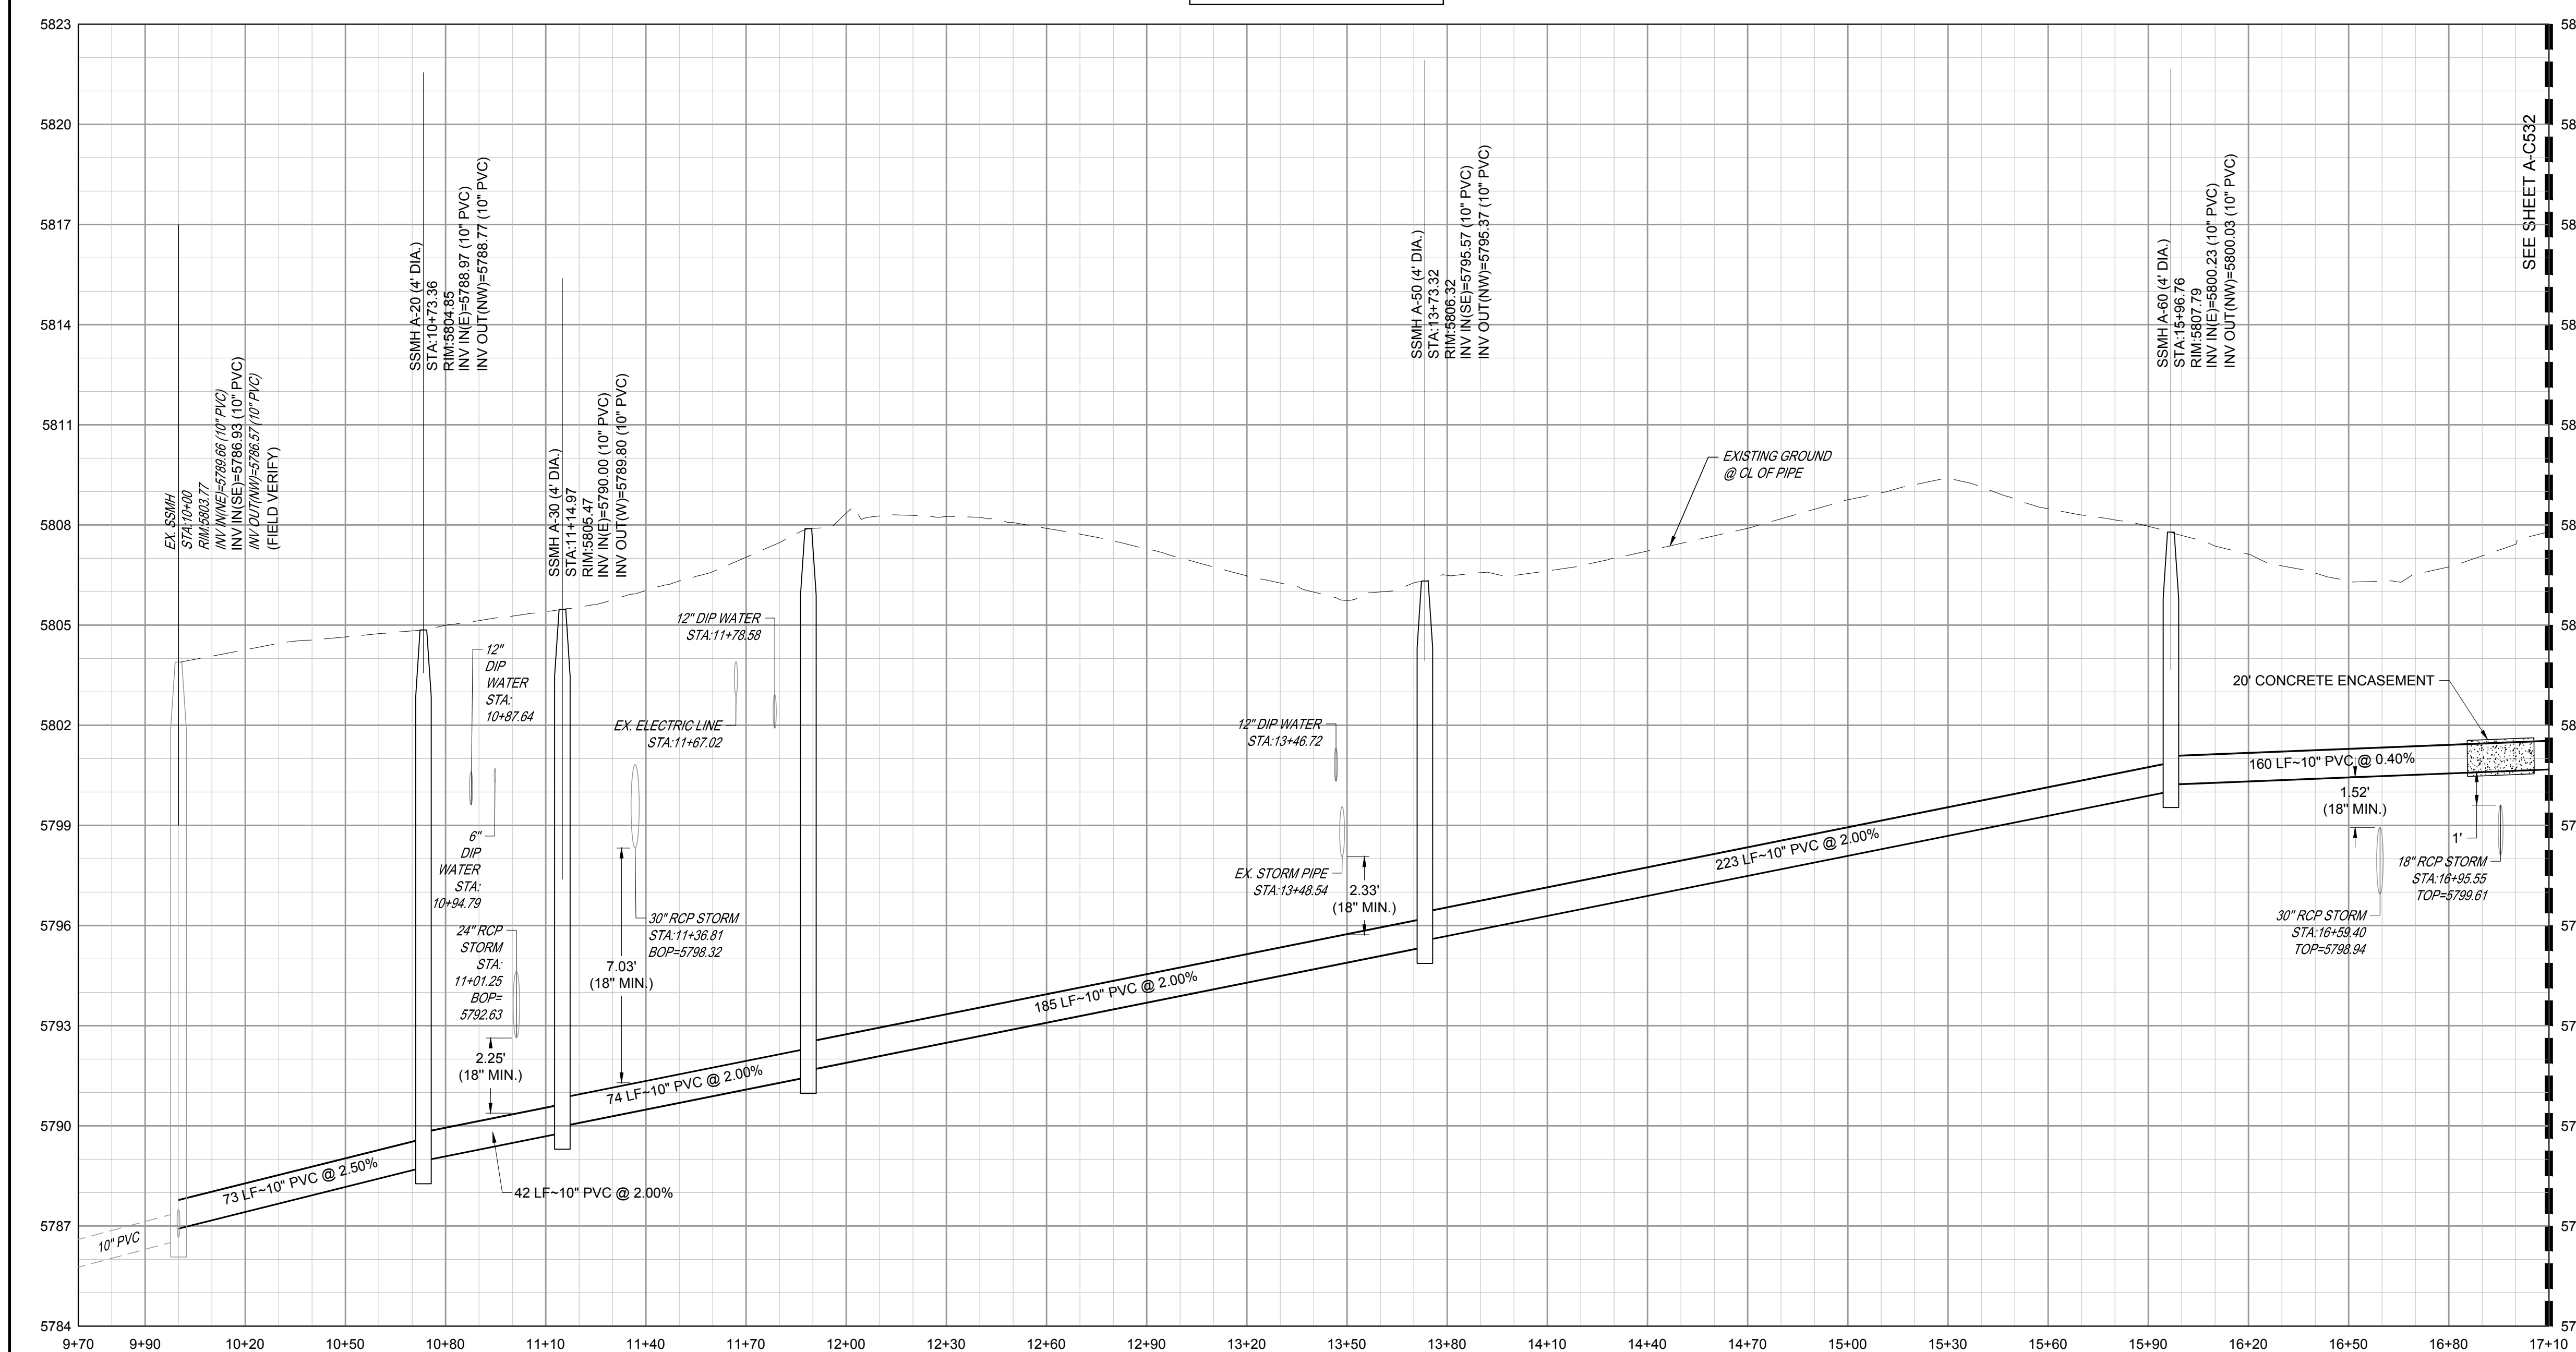 5823
5820
5817
5814
5811
5808
5805
5802
5799
5796
5793
5790
5787
5784
EX. SSMH
STA:10+00
RIM:5803.77
INV IN(NE)=5789.66 (10" PVC)
INV IN(SE)=5786.93 (10" PVC)
INV OUT(NW)=5786.57 (10" PVC)
(FIELD VERIFY)
SSMH A-20 (4' DIA.)
STA:10+73.36
RIM:5804.85
INV IN(E)=5788.97 (10" PVC)
INV OUT(NW)=5788.77 (10" PVC)
SSMH A-30 (4' DIA.)
STA:11+14.97
RIM:5805.47
INV IN(E)=5790.00 (10" PVC)
INV OUT(W)=5789.80 (10" PVC)
SSMH A-50 (4' DIA.)
STA:13+73.32
RIM:5806.32
INV IN(SE)=5795.57 (10" PVC)
INV OUT(NW)=5795.37 (10" PVC)
SSMH A-60 (4' DIA.)
STA:15+96.76
RIM:5807.79
INV IN(E)=5800.23 (10" PVC)
INV OUT(NW)=5800.03 (10" PVC)
SEE SHEET A-C532
EXISTING GROUND
@ CL OF PIPE
12"
DIP
WATER
STA:
10+87.64
6"
DIP
WATER
STA:
10+94.79
24" RCP
STORM
STA:
11+01.25
BOP=
5792.63
2.25'
(18" MIN.)
12" DIP WATER
STA:11+78.58
EX. ELECTRIC LINE
STA:11+67.02
30" RCP STORM
STA:11+36.81
BOP=5798.32
7.03'
(18" MIN.)
12" DIP WATER
STA:13+46.72
EX. STORM PIPE
STA:13+48.54
2.33'
(18" MIN.)
20' CONCRETE ENCASEMENT
160 LF~10" PVC @ 0.40%
1.52'
(18" MIN.)
1'
18" RCP STORM
STA:16+95.55
TOP=5799.61
30" RCP STORM
STA:16+59.40
TOP=5798.94
223 LF~10" PVC @ 2.00%
185 LF~10" PVC @ 2.00%
74 LF~10" PVC @ 2.00%
42 LF~10" PVC @ 2.00%
73 LF~10" PVC @ 2.50%
10" PVC
58
58
58
58
58
58
58
58
57
57
57
57
57
57
9+70 9+90 10+20 10+50 10+80 11+10 11+40 11+70 12+00 12+30 12+60 12+90 13+20 13+50 13+80 14+10 14+40 14+70 15+00 15+30 15+60 15+90 16+20 16+50 16+80 17+10